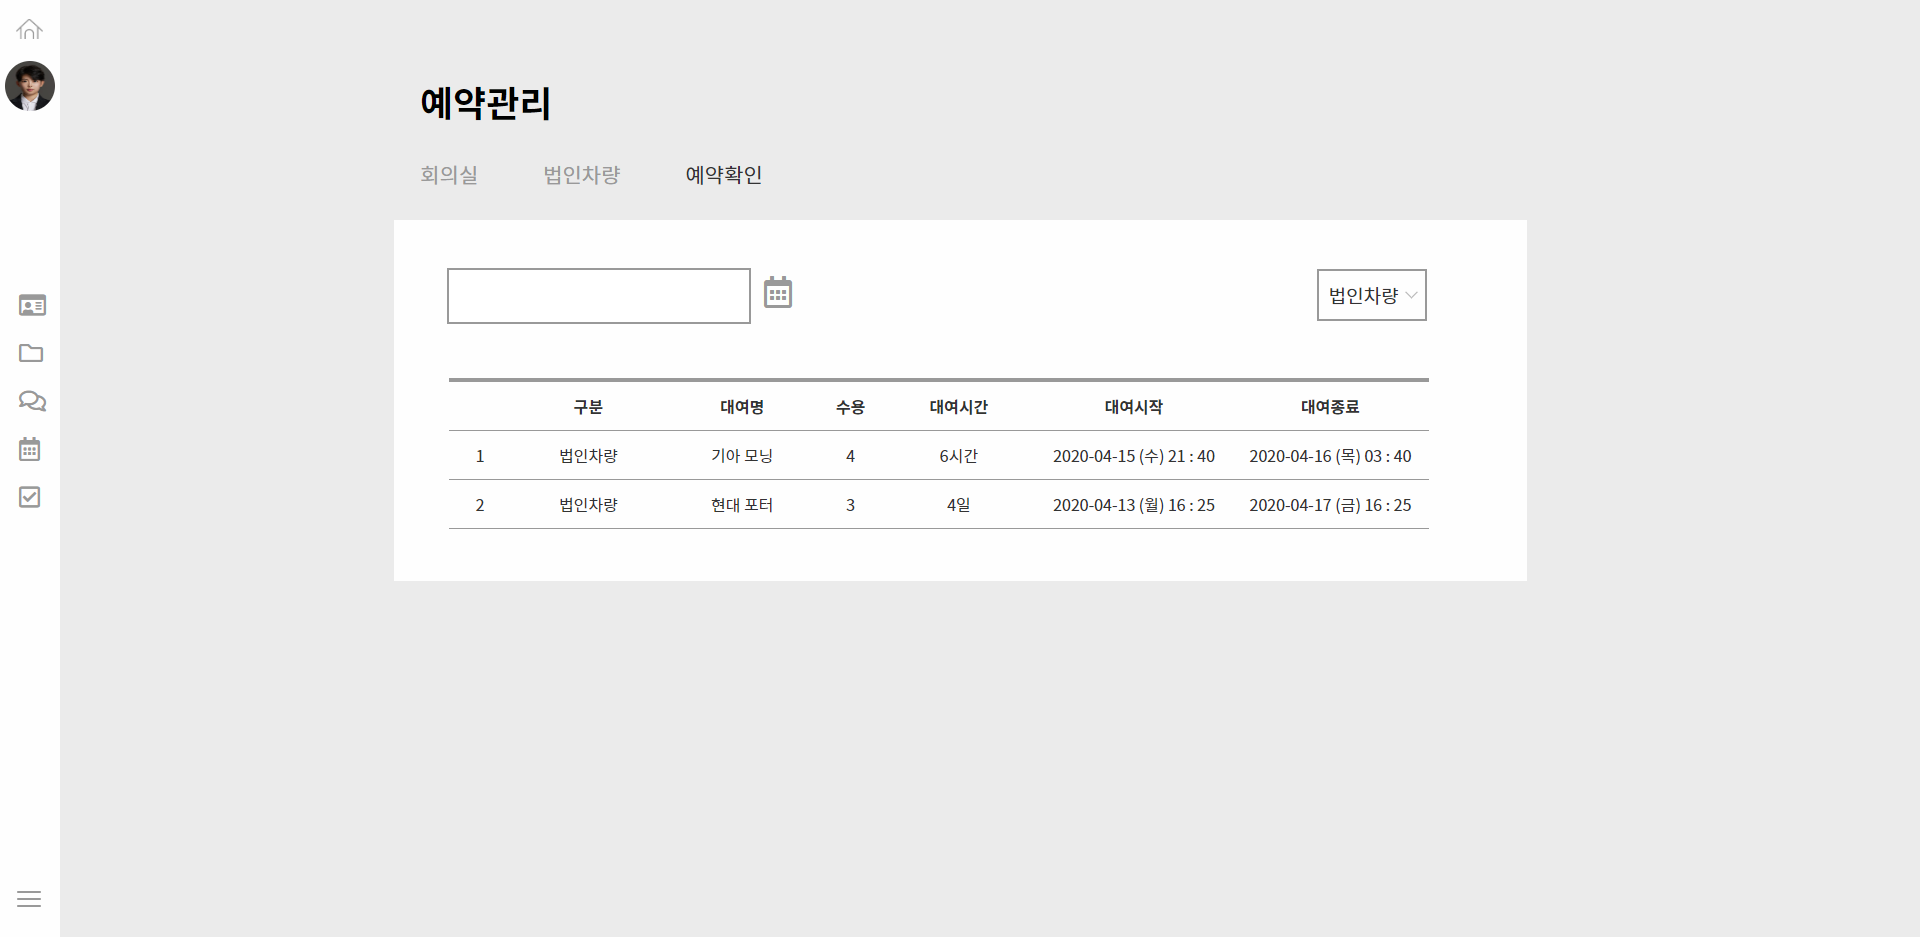 예약관리
회의실 법인차량 예약확인
법인차량
구분 대여명 수용 대여시간 대여시작 대여종료
1 법인차량 기아 모닝 4 6시간 2020-04-15 (수) 21 : 40 2020-04-16 (목) 03 : 40
2 법인차량 현대 포터 3 4일 2020-04-13 (월) 16 : 25 2020-04-17 (금) 16 : 25